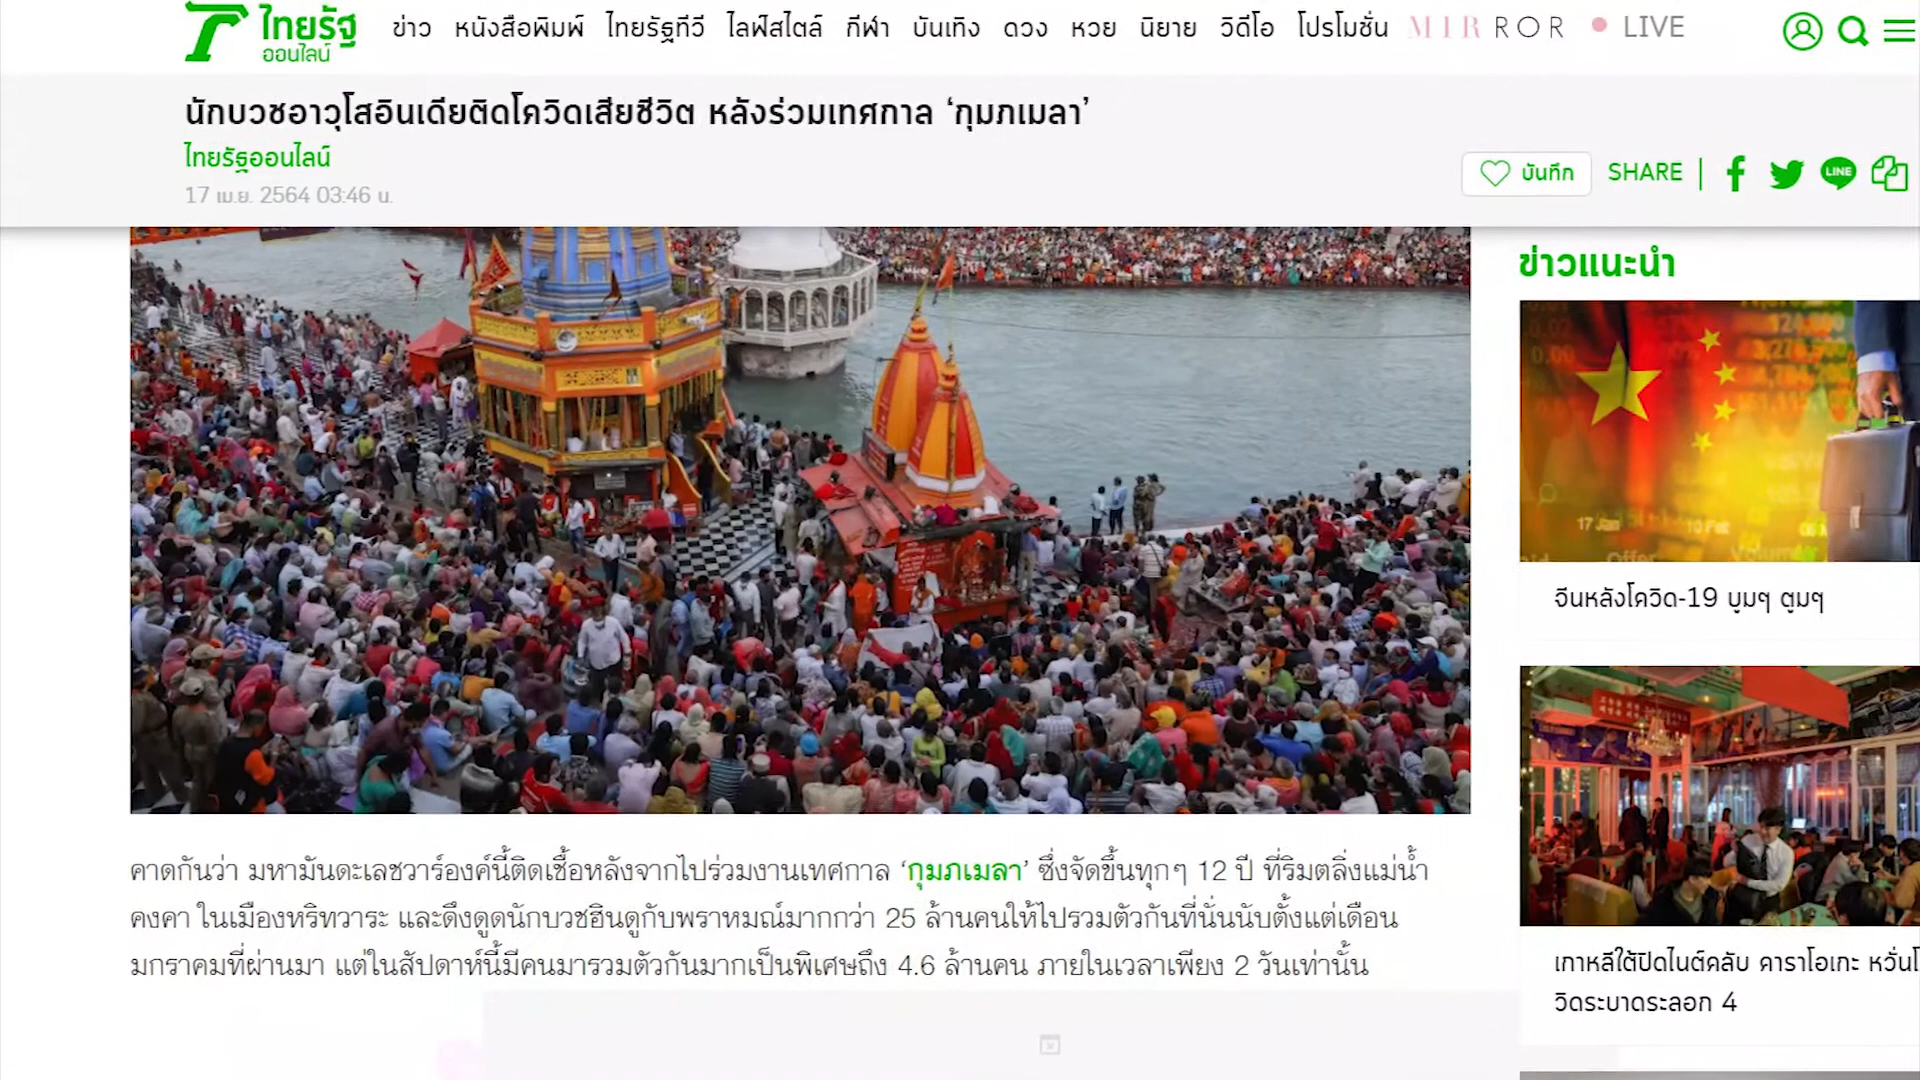 ไทยรัฐ
ออนไลน์
ข่าว หนังสือพิมพ์ ไทยรัฐทีวี ไลฟ์สไตล์ กีฬา บันเทิง ดวง หวย นิยาย วิดีโอ โปรโมชั่น MIRROR LIVE
นักบวชอาวุโสอินเดียติดโควิดเสียชีวิต หลังร่วมเทศกาล ‘กุมภเมลา’
ไทยรัฐออนไลน์
17 เม.ย. 2564 03:46 น.
บันทึก SHARE
LINE
ข่าวแนะนำ
จีนหลังโควิด-19 บูมๆ ตูมๆ
คาดกันว่า มหามันดะเลชวาร์องค์นี้ติดเชื้อหลังจากไปร่วมงานเทศกาล ‘กุมภเมลา’ ซึ่งจัดขึ้นทุกๆ 12 ปี ที่ริมตลิ่งแม่น้ำ
คงคา ในเมืองหริทวาระ และดึงดูดนักบวชฮินดูกับพราหมณ์มากกว่า 25 ล้านคนให้ไปรวมตัวกันที่นั่นนับตั้งแต่เดือน
มกราคมที่ผ่านมา แต่ในสัปดาห์นี้มีคนมารวมตัวกันมากเป็นพิเศษถึง 4.6 ล้านคน ภายในเวลาเพียง 2 วันเท่านั้น
เกาหลีใต้ปิดไนต์คลับ คาราโอเกะ หวั่นโ
วิดระบาดระลอก 4